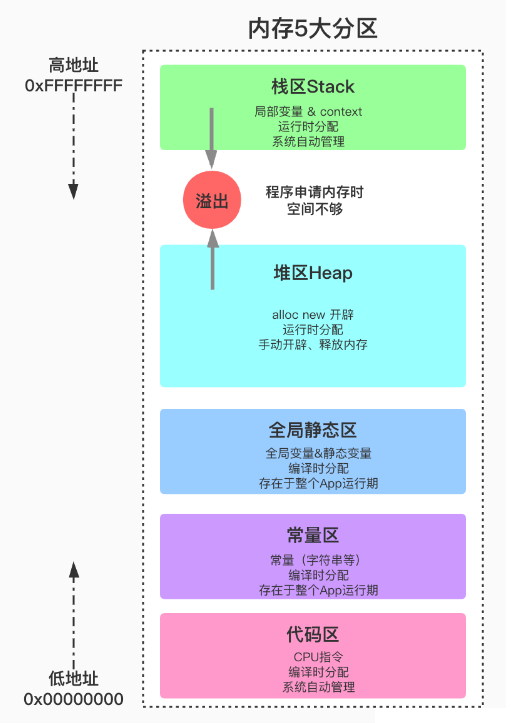 内存5大分区
高地址
0xFFFFFFFF
栈区Stack
局部变量 & context
运行时分配
系统自动管理
溢出
程序申请内存时
空间不够
堆区Heap
alloc new 开辟
运行时分配
手动开辟、释放内存
全局静态区
全局变量&静态变量
编译时分配
存在于整个App运行期
常量区
常量（字符串等）
编译时分配
存在于整个App运行期
代码区
CPU指令
编译时分配
系统自动管理
低地址
0x00000000